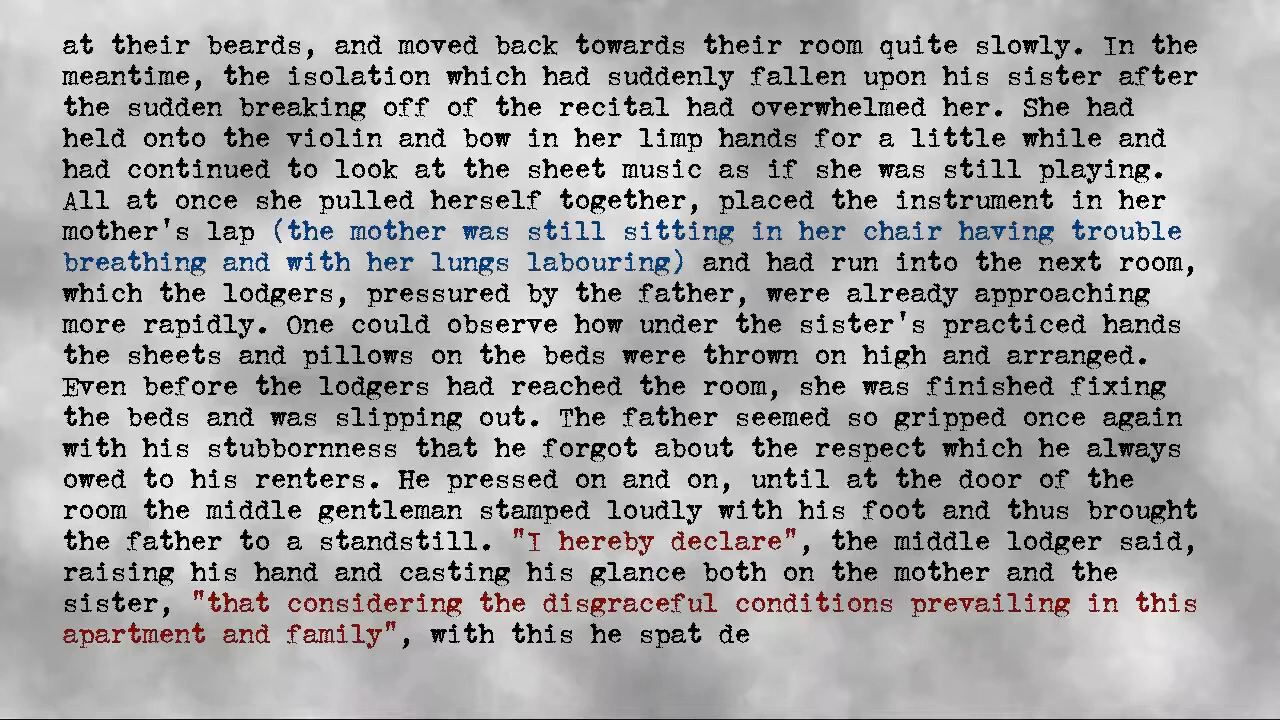 at their beards, and moved back towards their room quite slowly. In the
meantime, the isolation which had suddenly fallen upon his sister after
the sudden breaking off of the recital had overwhelmed her. She had
held onto the violin and bow in her limp hands for a little while and
had continued to look at the sheet music as if she was still playing.
All at once she pulled herself together, placed the instrument in her
mother's lap (the mother was still sitting in her chair having trouble
breathing and with her lungs labouring) and had run into the next room,
which the lodgers, pressured by the father, were already approaching
more rapidly. One could observe how under the sister's practiced hands
the sheets and pillows on the beds were thrown on high and arranged.
Even before the lodgers had reached the room, she was finished fixing
the beds and was slipping out. The father seemed so gripped once again
with his stubbornness that he forgot about the respect which he always
owed to his renters. He pressed on and on, until at the door of the
room the middle gentleman stamped loudly with his foot and thus brought
the father to a standstill. "I hereby declare", the middle lodger said,
raising his hand and casting his glance both on the mother and the
sister, "that considering the disgraceful conditions prevailing in this
apartment and family", with this he spat de